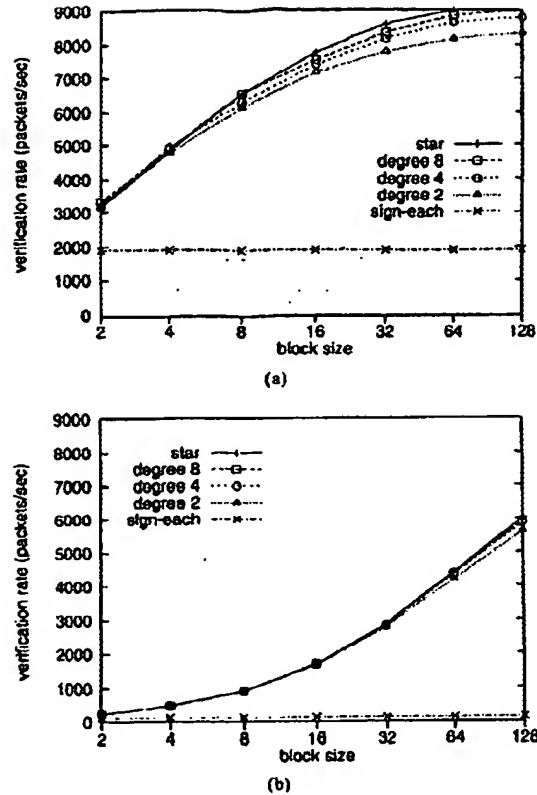 9000
8000
7000
6000
5000
4000
3000
2000
1000
0
verification rate (packets/sec)
star
degree 8
degree 4
degree 2
sign-each
2 4 8 16 32 64 128
block size
(a)
9000
8000
7000
6000
5000
4000
3000
2000
1000
0
verification rate (packets/sec)
star
degree 8
degree 4
degree 2
sign-each
2 4 8 16 32 64 128
block size
(b)